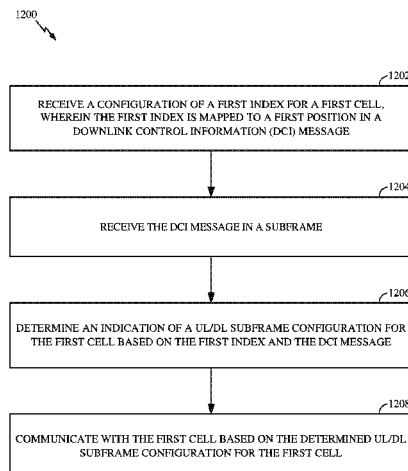 1200
1202
RECEIVE A CONFIGURATION OF A FIRST INDEX FOR A FIRST CELL,
WHEREIN THE FIRST INDEX IS MAPPED TO A FIRST POSITION IN A
DOWNLINK CONTROL INFORMATION (DCI) MESSAGE
1204
RECEIVE THE DCI MESSAGE IN A SUBFRAME
1206
DETERMINE AN INDICATION OF A UL/DL SUBFRAME CONFIGURATION FOR
THE FIRST CELL BASED ON THE FIRST INDEX AND THE DCI MESSAGE
1208
COMMUNICATE WITH THE FIRST CELL BASED ON THE DETERMINED UL/DL
SUBFRAME CONFIGURATION FOR THE FIRST CELL